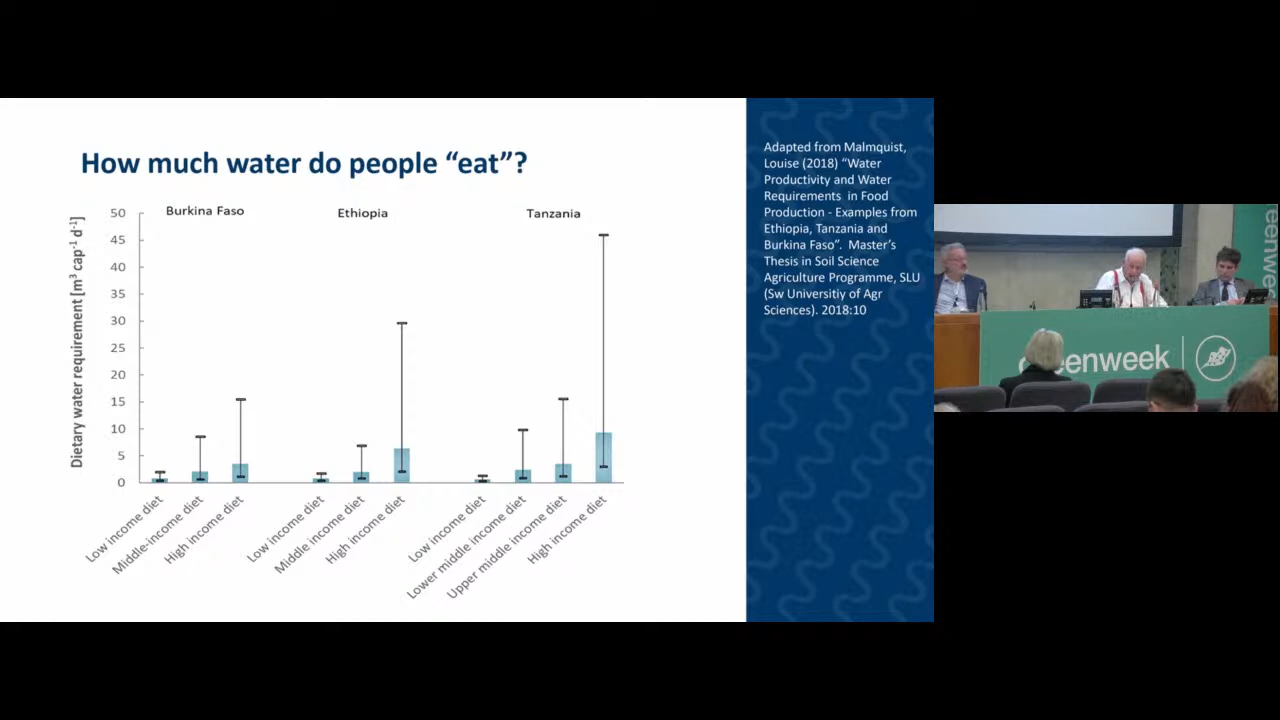 How much water do people “eat”?
Dietary water requirement [m³ cap⁻¹ d⁻¹]
50
45
40
35
30
25
20
15
10
5
0
Burkina Faso
Ethiopia
Tanzania
Low income diet
Middle-income diet
High income diet
Low income diet
Middle income diet
High income diet
Low income diet
Lower middle income diet
Upper middle income diet
High income diet
Adapted from Malmquist,
Louise (2018) “Water
Productivity and Water
Requirements in Food
Production - Examples from
Ethiopia, Tanzania and
Burkina Faso”. Master’s
Thesis in Soil Science
Agriculture Programme, SLU
(Sw Universitiy of Agr
Sciences). 2018:10
eenwe
eenweek